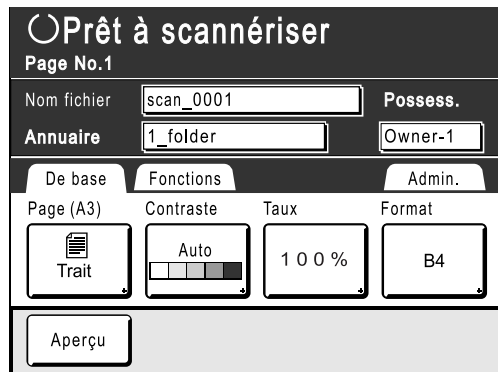 Prêt à scannériser
Page No.1
Nom fichier scan_0001 Possess.
Annuaire 1_folder Owner-1
De base Fonctions Admin.
Page (A3) Contraste Taux Format
Auto
Trait 100% B4
Aperçu